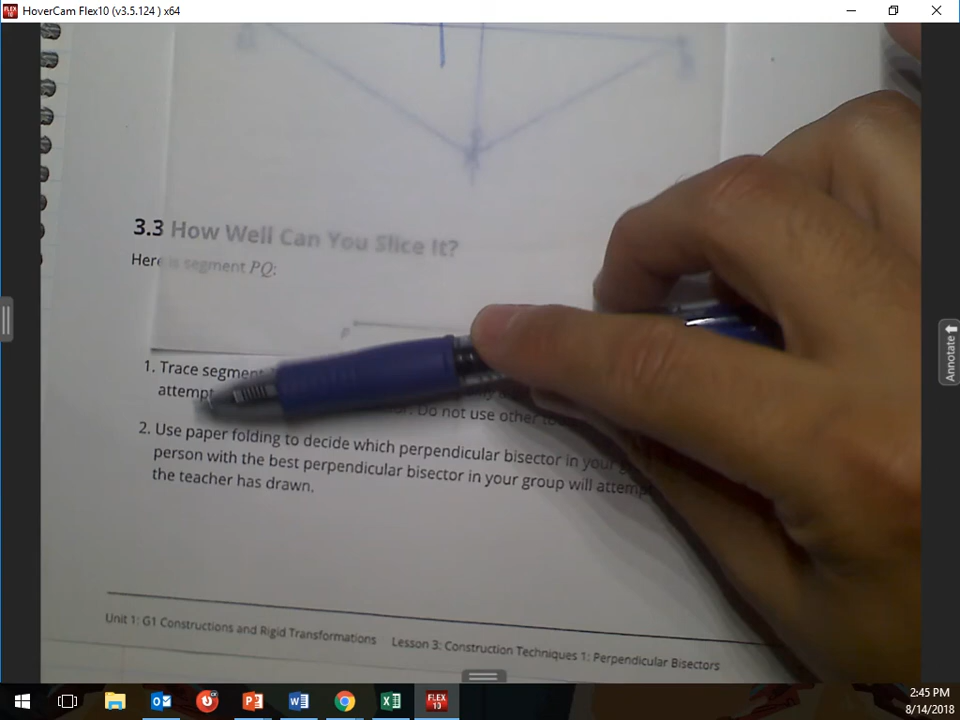 HoverCam Flex10 (v3.5.124 ) x64
3.3 How Well Can You Slice It?
Here is segment PQ:
P
1. Trace segment
attempt
. Do not use other
2. Use paper folding to decide which perpendicular bisector in your
person with the best perpendicular bisector in your group will attempt
the teacher has drawn.
Unit 1: G1 Constructions and Rigid Transformations Lesson 3: Construction Techniques 1: Perpendicular Bisectors
Annotate
FLEX
10
2:45 PM
8/14/2018